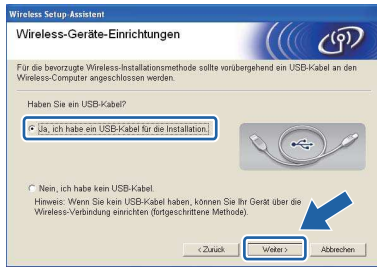 Wireless Setup-Assistent
Wireless-Geräte-Einrichtungen
Für die bevorzugte Wireless-Installationsmethode sollte vorübergehend ein USB-Kabel an den
Wireless-Computer angeschlossen werden.
Haben Sie ein USB-Kabel?
Ja, ich habe ein USB-Kabel für die Installation.
Nein, ich habe kein USB-Kabel.
Hinweis: Wenn Sie kein USB-Kabel haben, können Sie Ihr Gerät über die
Wireless-Verbindung einrichten (fortgeschrittene Methode).
< Zurück
Weiter >
Abbrechen